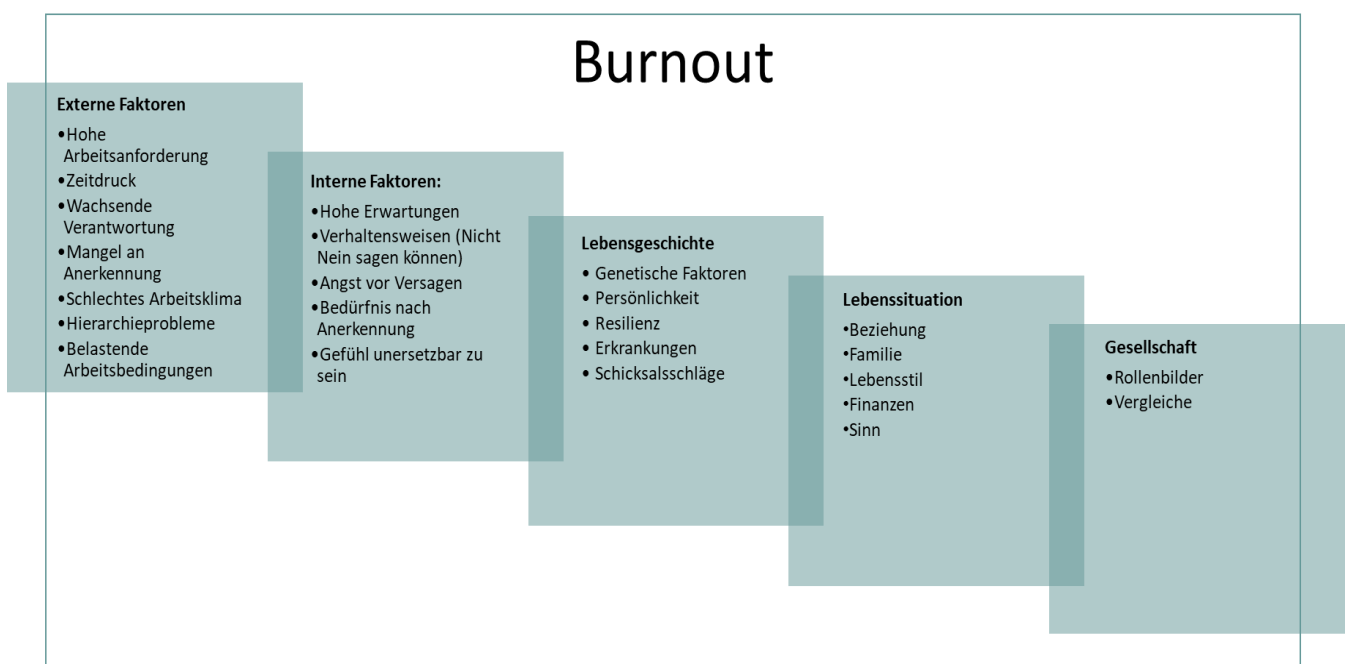 Burnout
Externe Faktoren
•Hohe
Arbeitsanforderung
•Zeitdruck
•Wachsende
Verantwortung
•Mangel an
Anerkennung
•Schlechtes Arbeitsklima
•Hierarchieprobleme
•Belastende
Arbeitsbedingungen
Interne Faktoren:
•Hohe Erwartungen
•Verhaltensweisen (Nicht
Nein sagen können)
•Angst vor Versagen
•Bedürfnis nach
Anerkennung
•Gefühl unersetzbar zu
sein
Lebensgeschichte
• Genetische Faktoren
• Persönlichkeit
• Resilienz
• Erkrankungen
• Schicksalsschläge
Lebenssituation
•Beziehung
•Familie
•Lebensstil
•Finanzen
•Sinn
Gesellschaft
•Rollenbilder
•Vergleiche